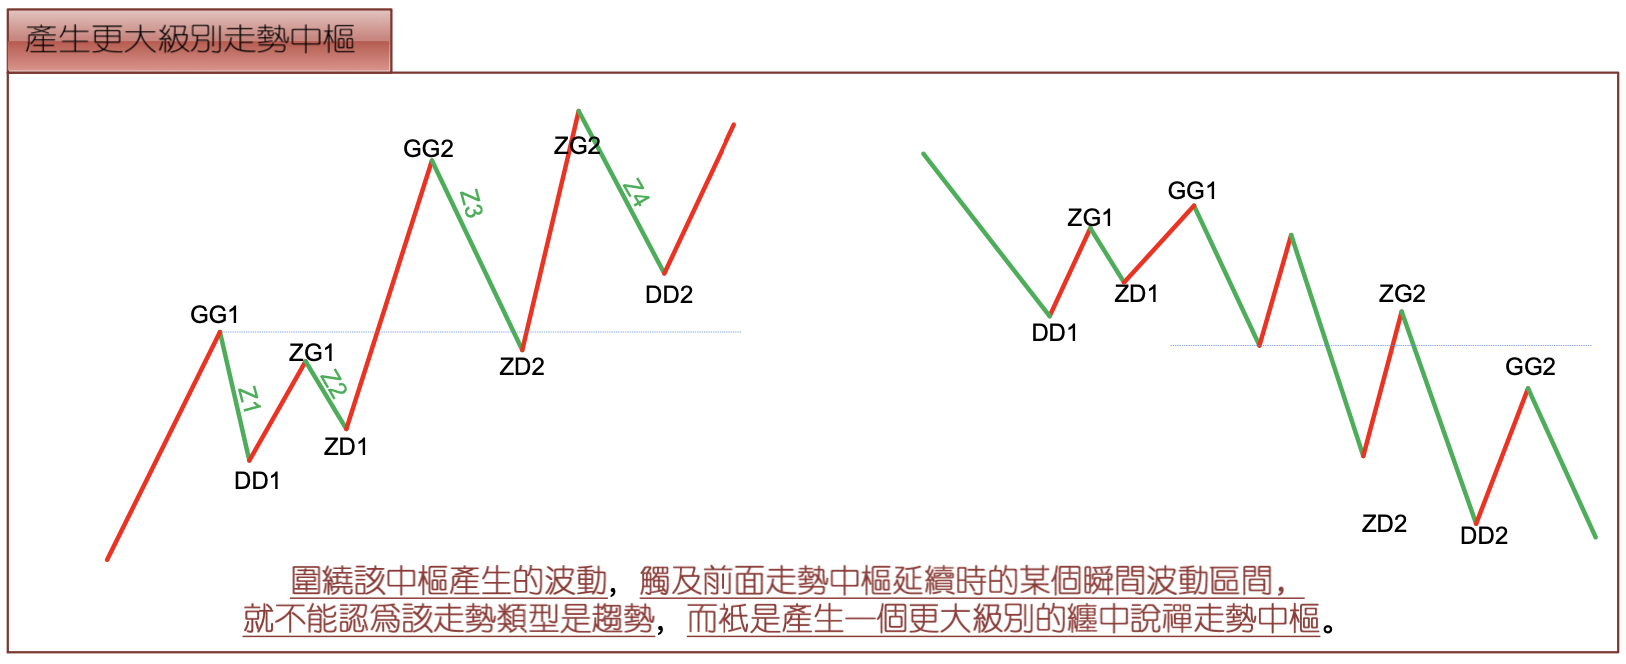 產生更大級別走勢中樞
GG2
ZG2
Z3
Z4
DD2
GG1
ZG1
Z1
Z2
ZD2
ZD1
DD1
GG1
ZG1
ZD1
DD1
ZG2
GG2
ZD2
DD2
圍繞該中樞產生的波動，觸及前面走勢中樞延續時的某個瞬間波動區間，
就不能認爲該走勢類型是趨勢，而衹是產生一個更大級別的纏中說禪走勢中樞。